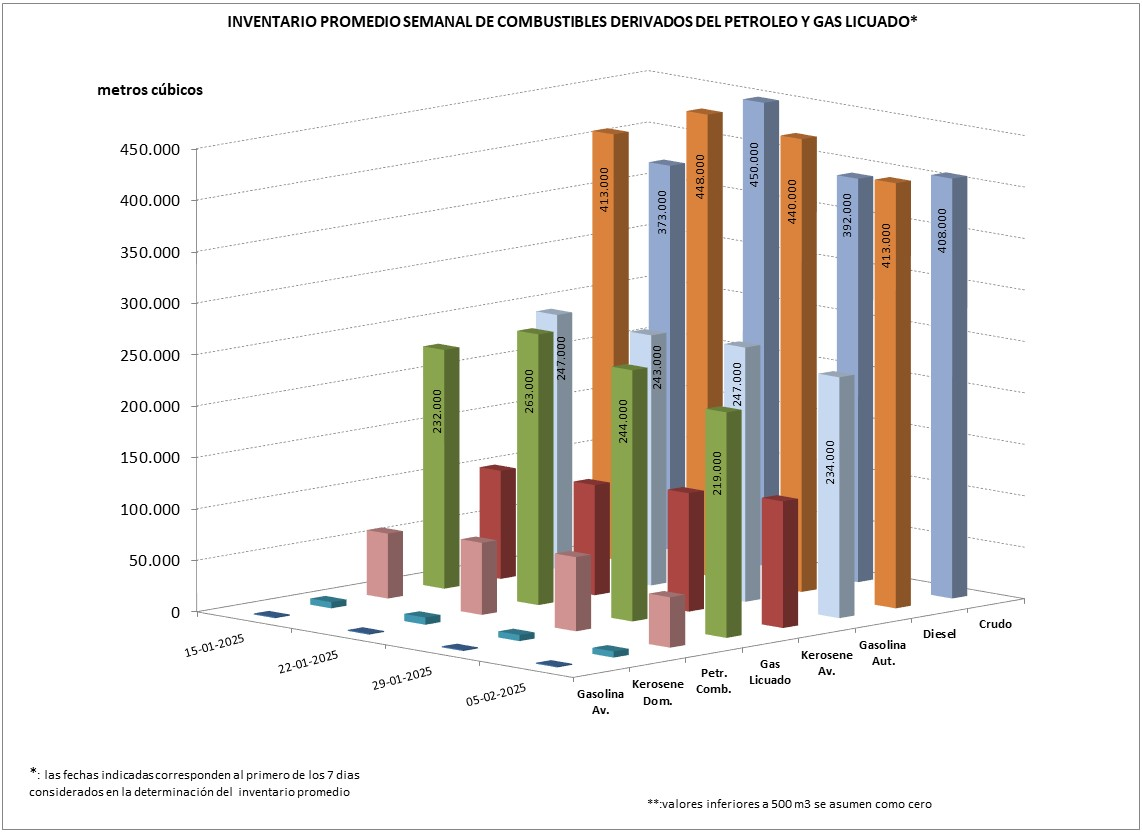 INVENTARIO PROMEDIO SEMANAL DE COMBUSTIBLES DERIVADOS DEL PETROLEO Y GAS LICUADO*
metros cúbicos
450.000
400.000
350.000
300.000
250.000
200.000
150.000
100.000
50.000
0
413.000
373.000
448.000
450.000
440.000
392.000
413.000
408.000
232.000
263.000
247.000
244.000
243.000
219.000
247.000
234.000
15-01-2025
22-01-2025
29-01-2025
05-02-2025
Gasolina
Av.
Kerosene
Dom.
Petr.
Comb.
Gas
Licuado
Kerosene
Av.
Gasolina
Aut.
Diesel
Crudo
*: las fechas indicadas corresponden al primero de los 7 dias
considerados en la determinación del inventario promedio
**:valores inferiores a 500 m3 se asumen como cero